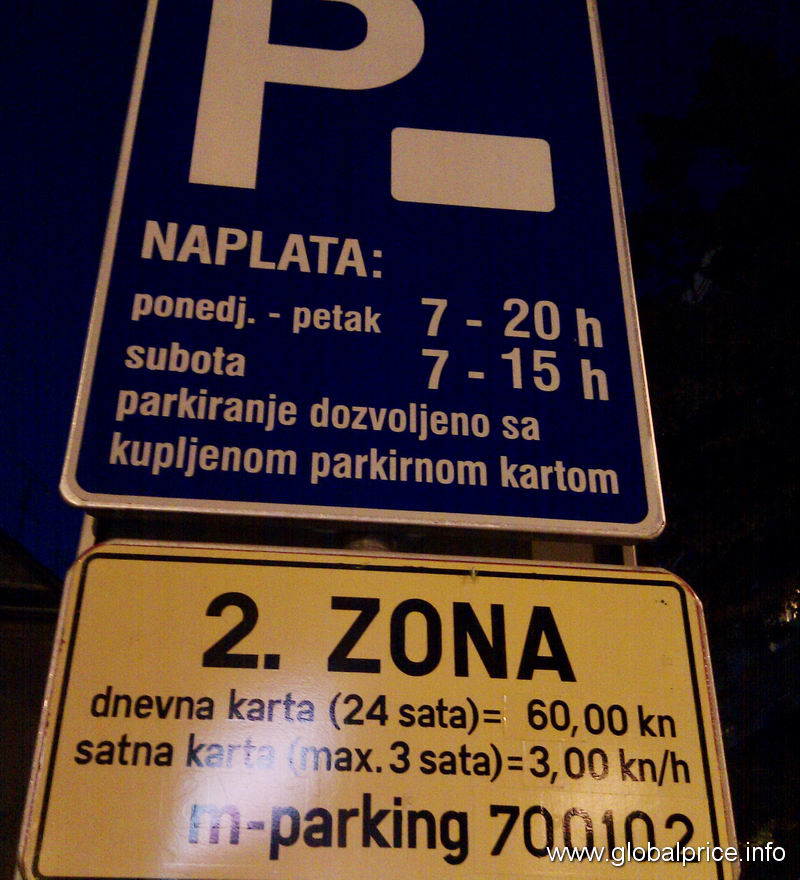 P
NAPLATA:
ponedj. - petak 7 - 20 h
subota 7 - 15 h
parkiranje dozvoljeno sa
kupljenom parkirnom kartom
2. ZONA
dnevna karta (24 sata)= 60,00 kn
satna karta (max. 3 sata)=3,00 kn/h
m-parking 700102
www.globalprice.info